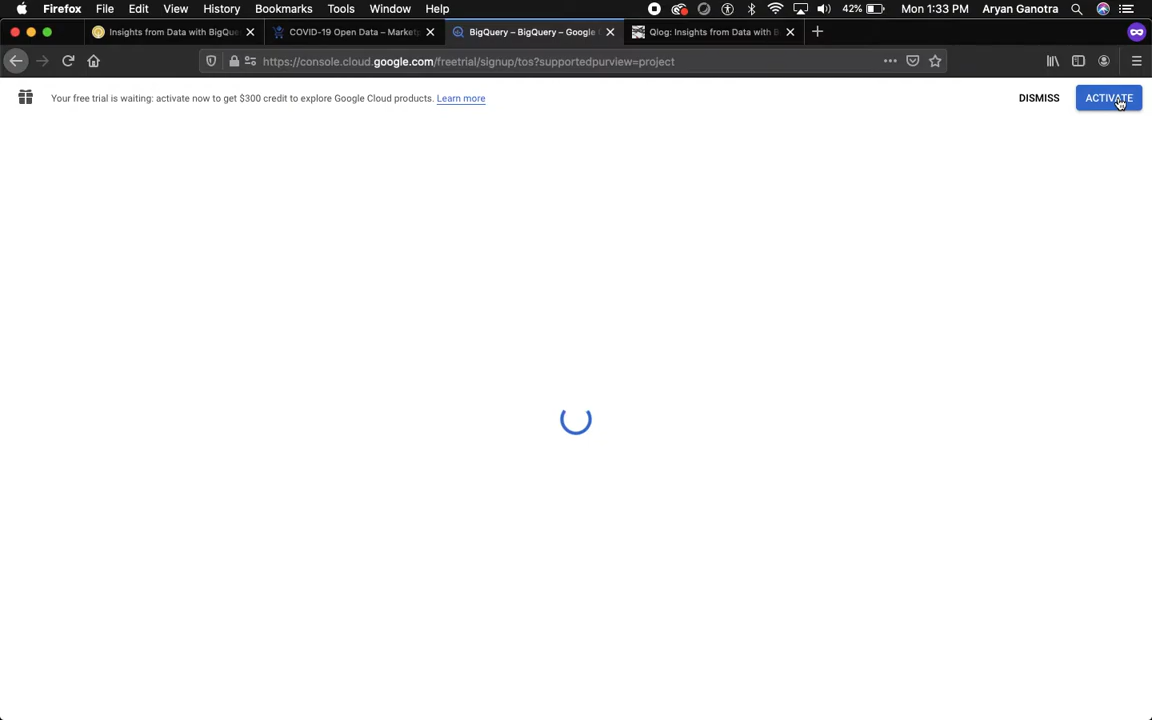 Firefox File Edit View History Bookmarks Tools Window Help 42% Mon 1:33 PM Aryan Ganotra
Insights from Data with BigQue COVID-19 Open Data – Marketp BigQuery – BigQuery – Google Qlog: Insights from Data with B
https://console.cloud.google.com/freetrial/signup/tos?supportedpurview=project
Your free trial is waiting: activate now to get $300 credit to explore Google Cloud products. Learn more DISMISS ACTIVATE